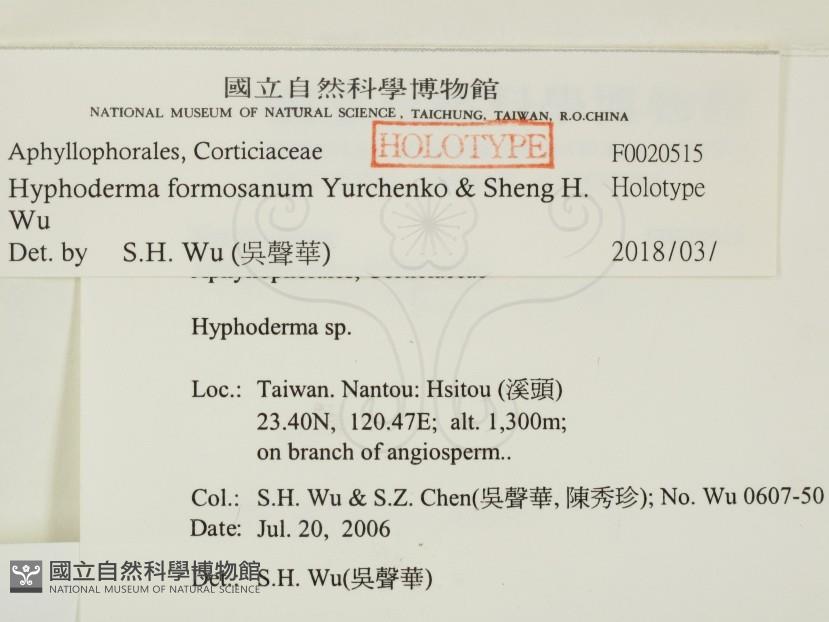 國立自然科學博物館
NATIONAL MUSEUM OF NATURAL SCIENCE, TAICHUNG, TAIWAN, R.O.CHINA
Aphyllophorales, Corticiaceae HOLOTYPE F0020515
Hyphoderma formosanum Yurchenko & Sheng H. Holotype
Wu
Det. by S.H. Wu (吳聲華) 2018/03/
Aphyllophorales, Corticiaceae
Hyphoderma sp.
Loc.: Taiwan. Nantou: Hsitou (溪頭)
23.40N, 120.47E; alt. 1,300m;
on branch of angiosperm..
Col.: S.H. Wu & S.Z. Chen(吳聲華, 陳秀珍); No. Wu 0607-50
Date: Jul. 20, 2006
Det.: S.H. Wu(吳聲華)
國立自然科學博物館
NATIONAL MUSEUM OF NATURAL SCIENCE